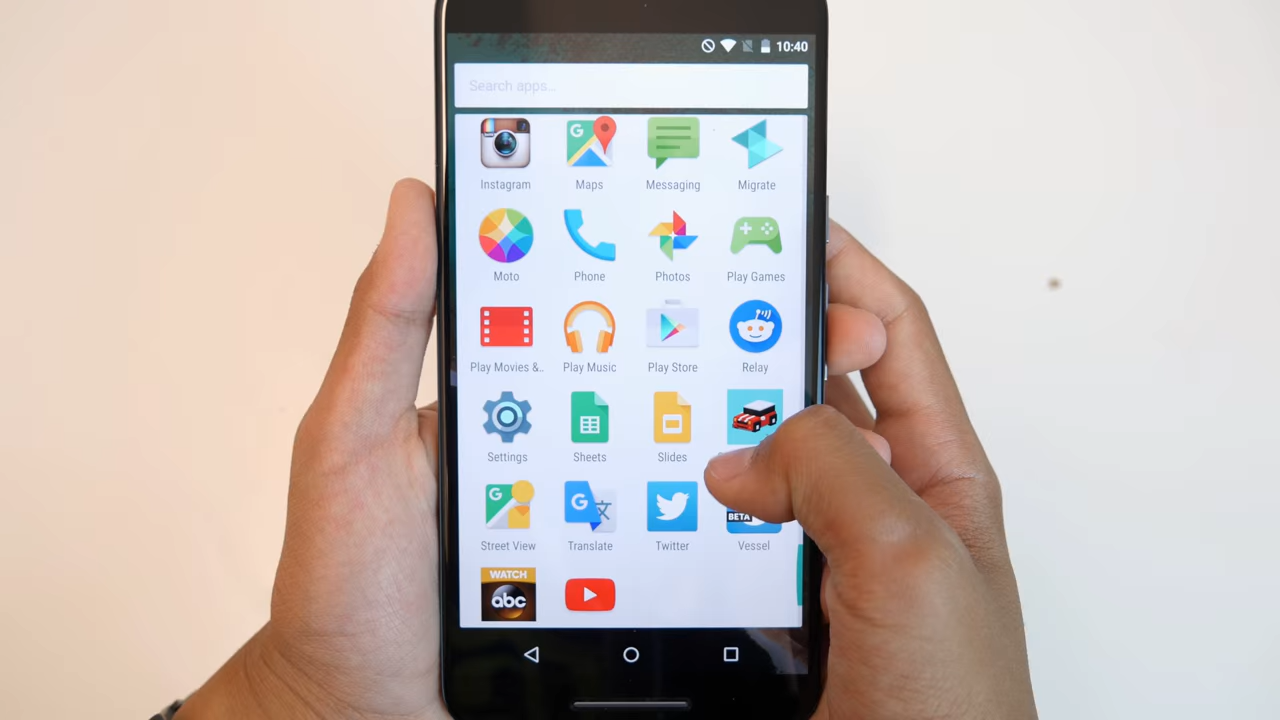 10:40
Search apps...
Instagram
G
Maps
Messaging
Migrate
Moto
Phone
Photos
Play Games
Play Movies &..
Play Music
Play Store
Relay
Settings
Sheets
Slides
G
Street View
G 文
Translate
Twitter
BETA
Vessel
WATCH
abc